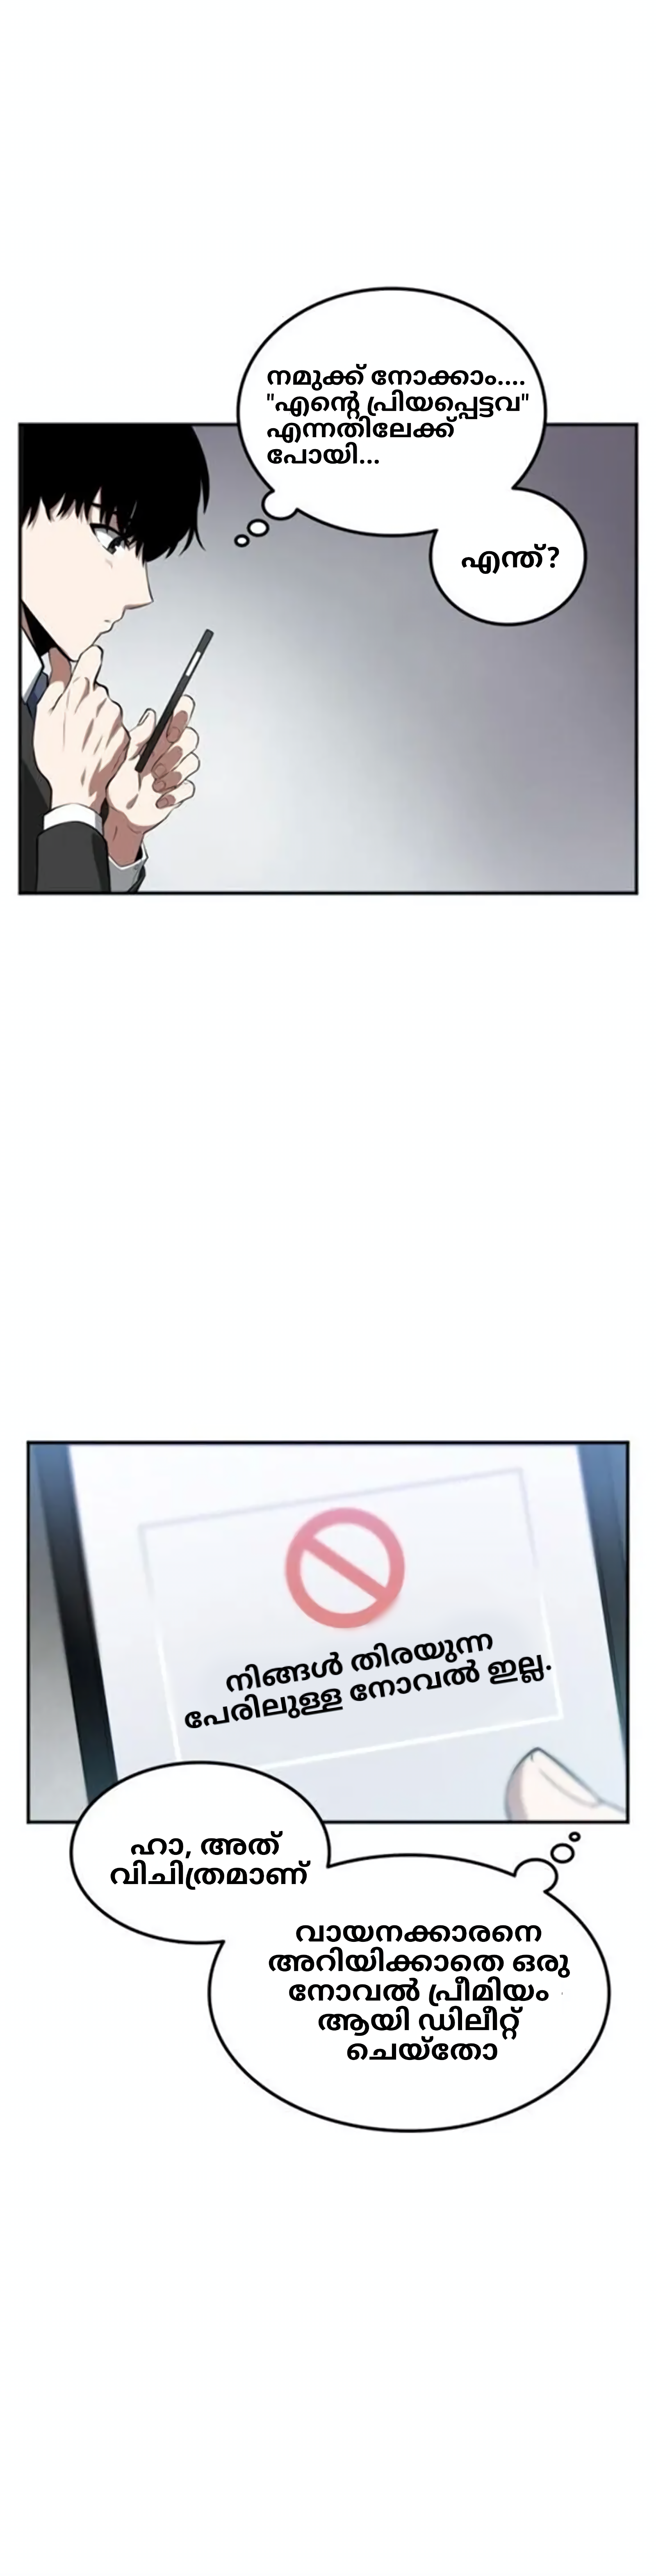 നമുക്ക് നോക്കാം....
"എന്റെ പ്രിയപ്പെട്ടവ"
എന്നതിലേക്ക്
പോയി...
എന്ത്?
നിങ്ങൾ തിരയുന്ന
പേരിലുള്ള നോവൽ ഇല്ല.
ഹാ, അത്
വിചിത്രമാണ്
വായനക്കാരനെ
അറിയിക്കാതെ ഒരു
നോവൽ പ്രീമിയം
ആയി ഡിലീറ്റ്
ചെയ്തോ